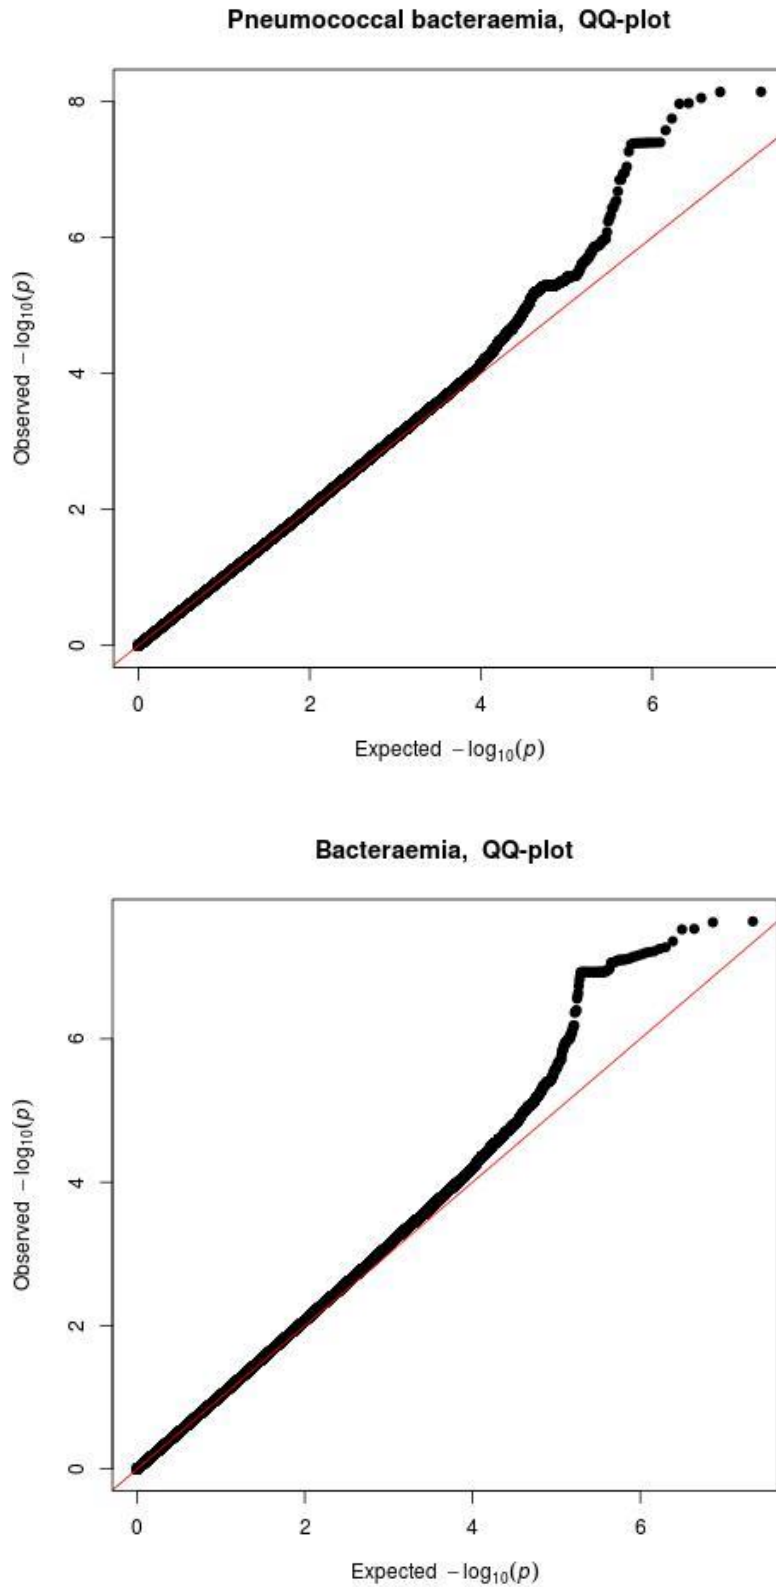 Pneumococcal bacteraemia, QQ-plot
8
6
4
2
0
Observed −log₁₀(p)
0 2 4 6
Expected −log₁₀(p)
Bacteraemia, QQ-plot
6
4
2
0
Observed −log₁₀(p)
0 2 4 6
Expected −log₁₀(p)